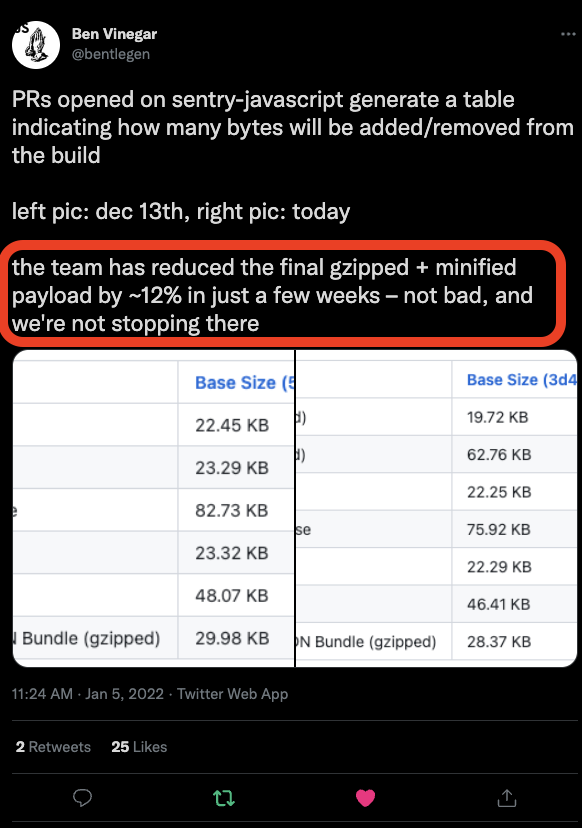 Ben Vinegar
@bentlegen
PRs opened on sentry-javascript generate a table
indicating how many bytes will be added/removed from
the build
left pic: dec 13th, right pic: today
the team has reduced the final gzipped + minified
payload by ~12% in just a few weeks – not bad, and
we're not stopping there
Base Size (5
22.45 KB
23.29 KB
e 82.73 KB
23.32 KB
48.07 KB
N Bundle (gzipped) 29.98 KB
Base Size (3d4
d) 19.72 KB
d) 62.76 KB
22.25 KB
se 75.92 KB
22.29 KB
46.41 KB
N Bundle (gzipped) 28.37 KB
11:24 AM · Jan 5, 2022 · Twitter Web App
2 Retweets 25 Likes